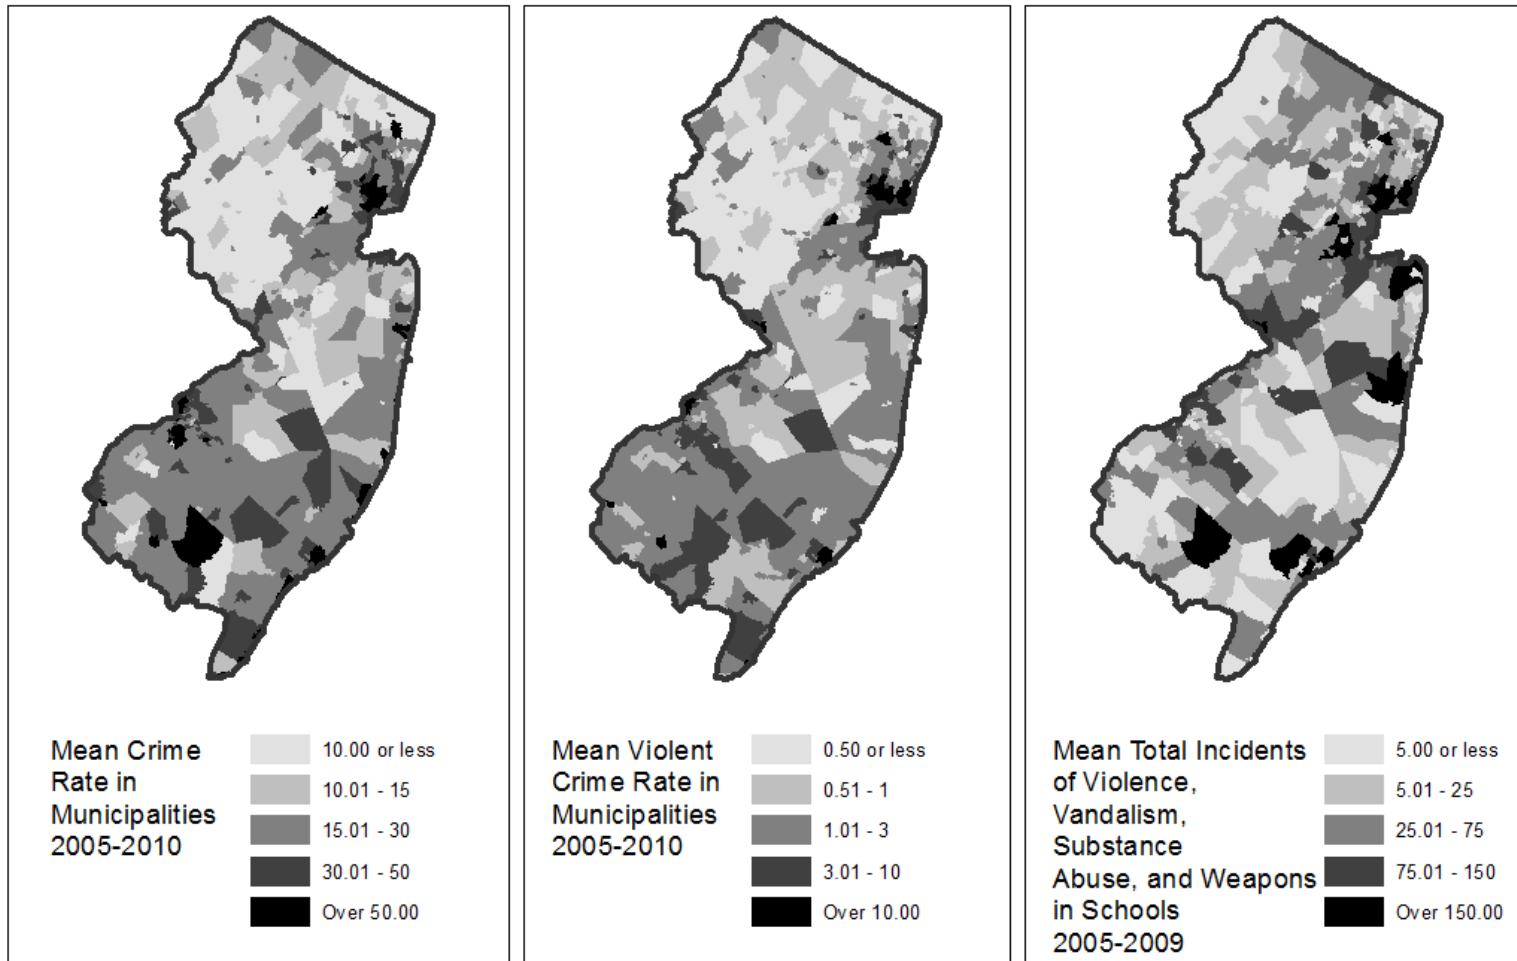 Mean Crime
Rate in
Municipalities
2005-2010
10.00 or less
10.01 - 15
15.01 - 30
30.01 - 50
Over 50.00
Mean Violent
Crime Rate in
Municipalities
2005-2010
0.50 or less
0.51 - 1
1.01 - 3
3.01 - 10
Over 10.00
Mean Total Incidents
of Violence,
Vandalism,
Substance
Abuse, and Weapons
in Schools
2005-2009
5.00 or less
5.01 - 25
25.01 - 75
75.01 - 150
Over 150.00